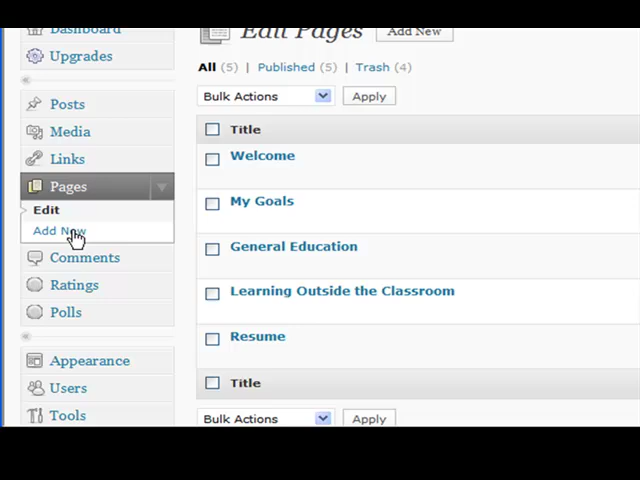 Dashboard
Upgrades
Posts
Media
Links
Pages
Edit
Add New
Comments
Ratings
Polls
Appearance
Users
Tools
Edit Pages
Add New
All (5) | Published (5) | Trash (4)
Bulk Actions
Apply
Title
Welcome
My Goals
General Education
Learning Outside the Classroom
Resume
Title
Bulk Actions
Apply